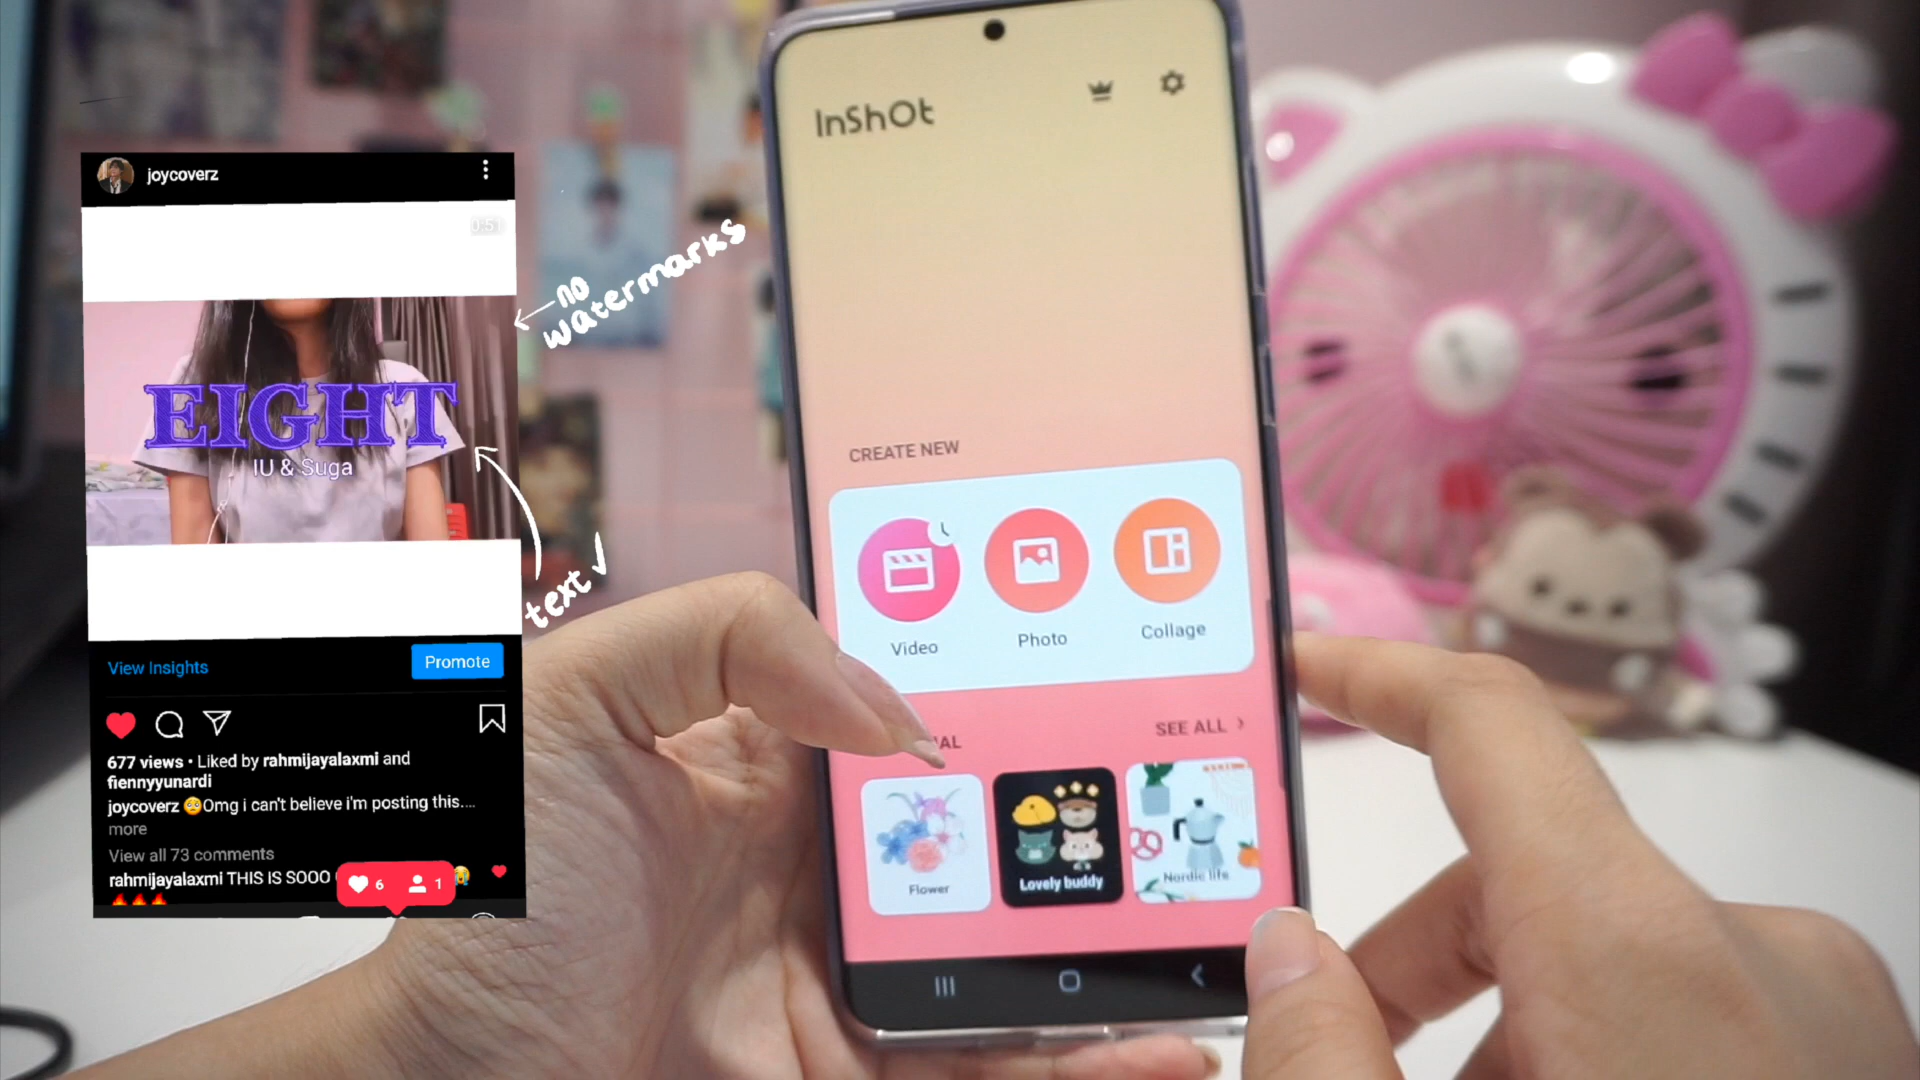 joycoverz
0:51
no
watermarks
EIGHT
IU & Suga
text
View Insights
Promote
677 views • Liked by rahmijayalaxmi and
fiennyyunardi
joycoverz 🥺Omg i can't believe i'm posting this....
more
View all 73 comments
rahmijayalaxmi THIS IS SOOO
6 1
InShOt
CREATE NEW
Video
Photo
Collage
SEE ALL
Flower
Lovely buddy
Nordic life